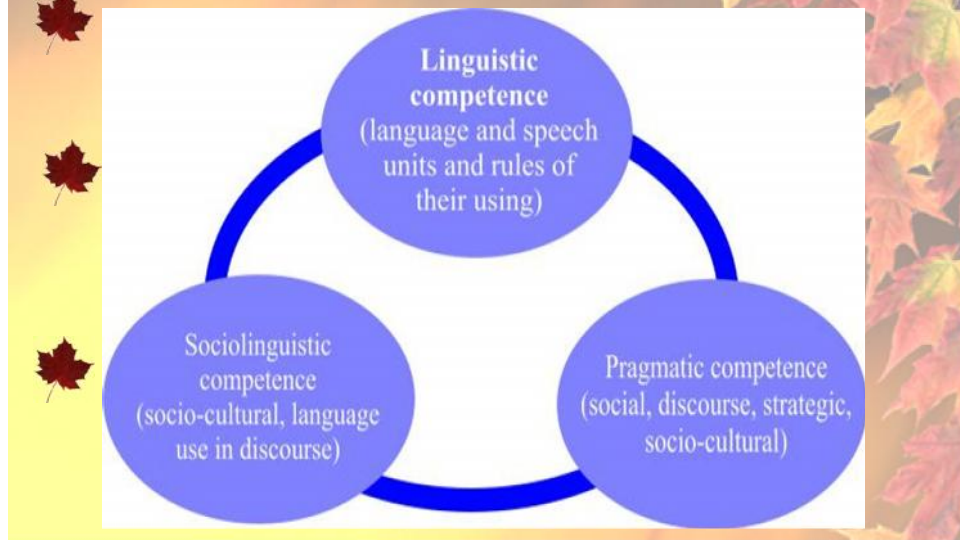 Linguistic
competence
(language and speech
units and rules of
their using)
Sociolinguistic
competence
(socio-cultural, language
use in discourse)
Pragmatic competence
(social, discourse, strategic,
socio-cultural)